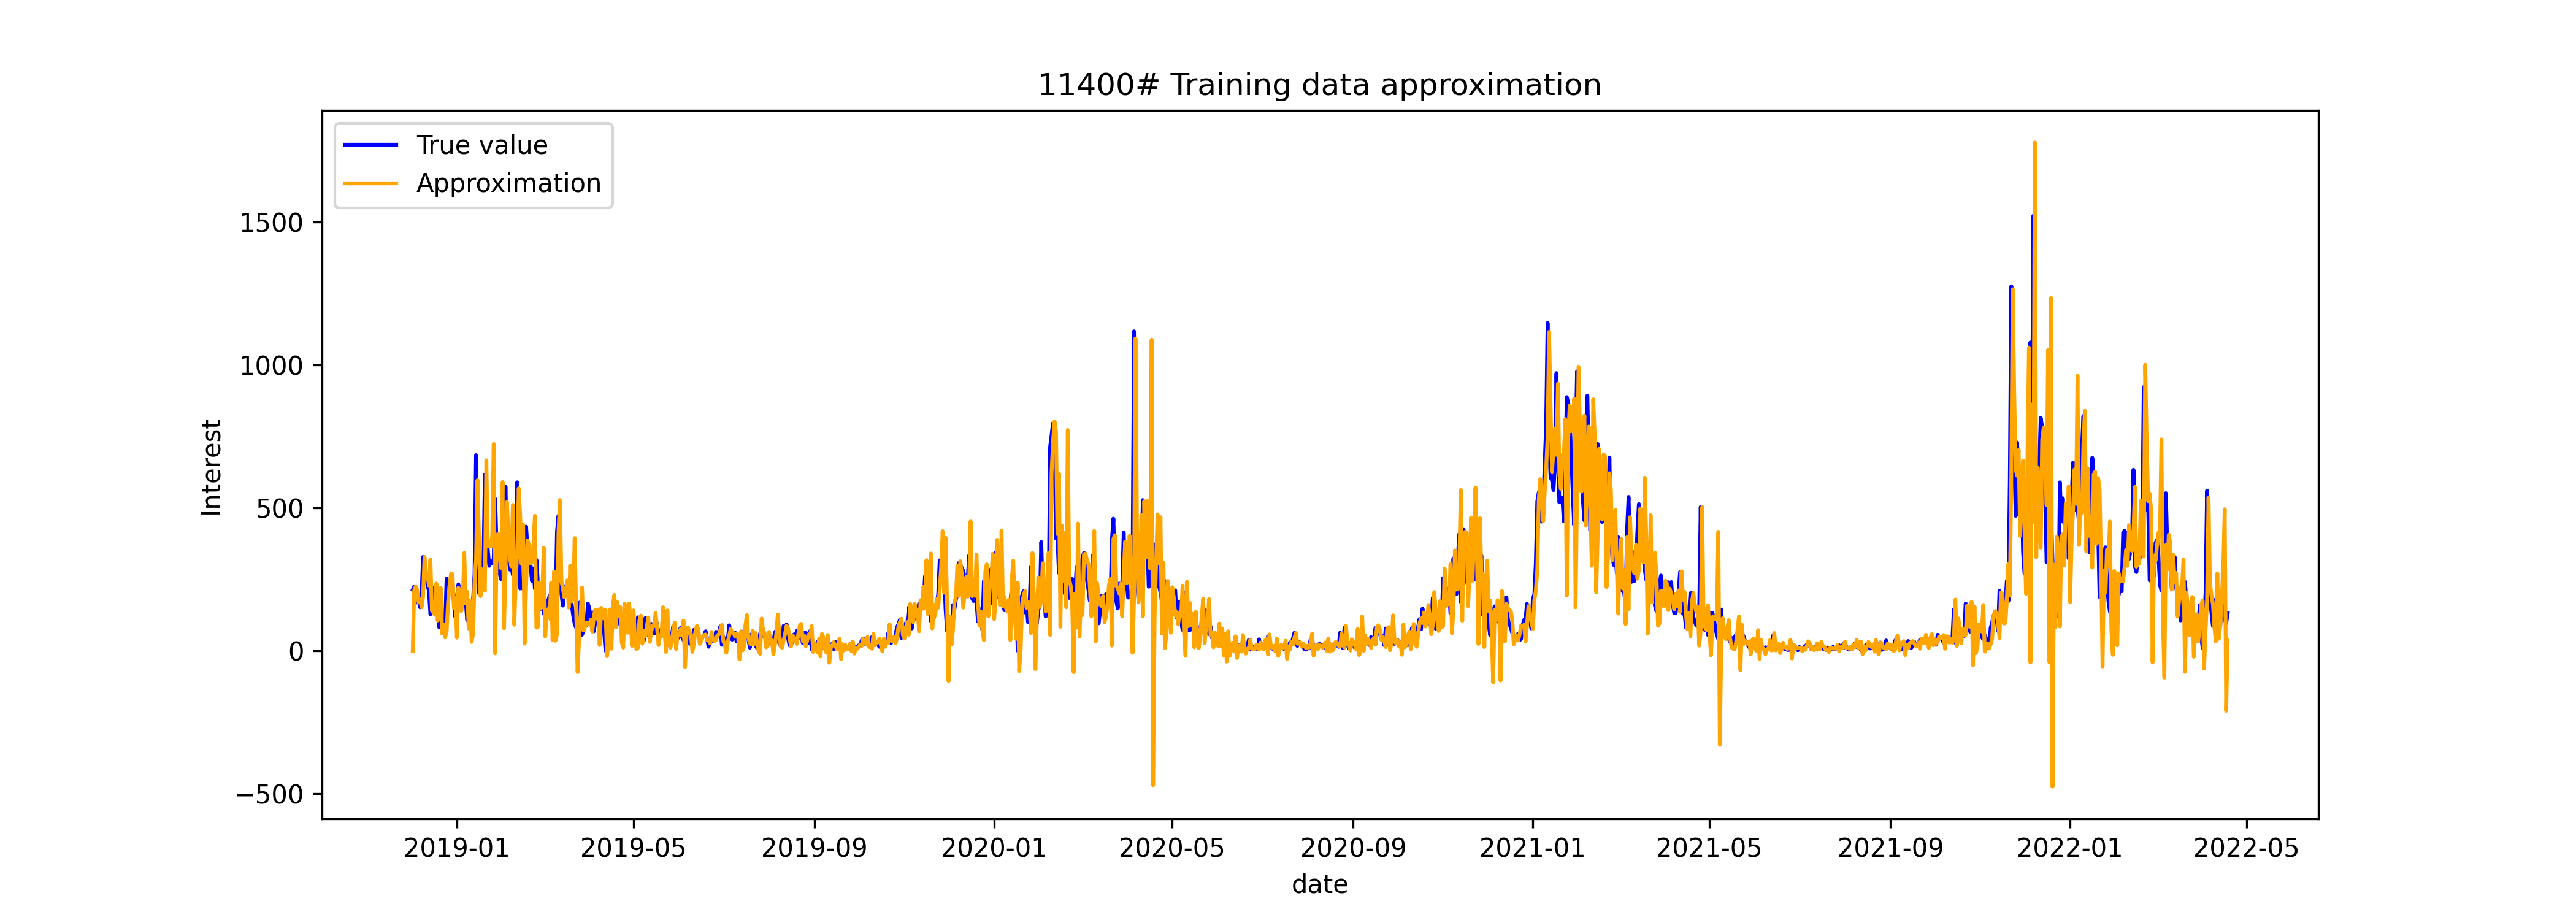 11400# Training data approximation
True value
Approximation
1500
1000
500
0
−500
Interest
2019-01 2019-05 2019-09 2020-01 2020-05 2020-09 2021-01 2021-05 2021-09 2022-01 2022-05
date